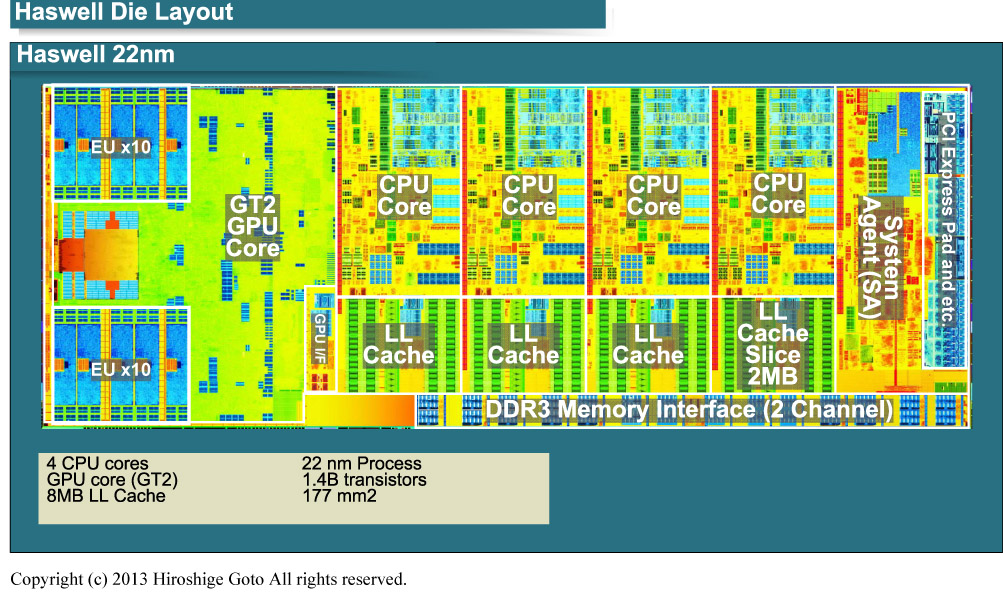 Haswell Die Layout
Haswell 22nm
EU x10
GT2
GPU
Core
CPU
Core
CPU
Core
CPU
Core
CPU
Core
System
Agent (SA)
PCI Express Pad and etc
EU x10
GPU I/F
LL
Cache
LL
Cache
LL
Cache
LL
Cache
Slice
2MB
DDR3 Memory Interface (2 Channel)
4 CPU cores
GPU core (GT2)
8MB LL Cache
22 nm Process
1.4B transistors
177 mm2
Copyright (c) 2013 Hiroshige Goto All rights reserved.